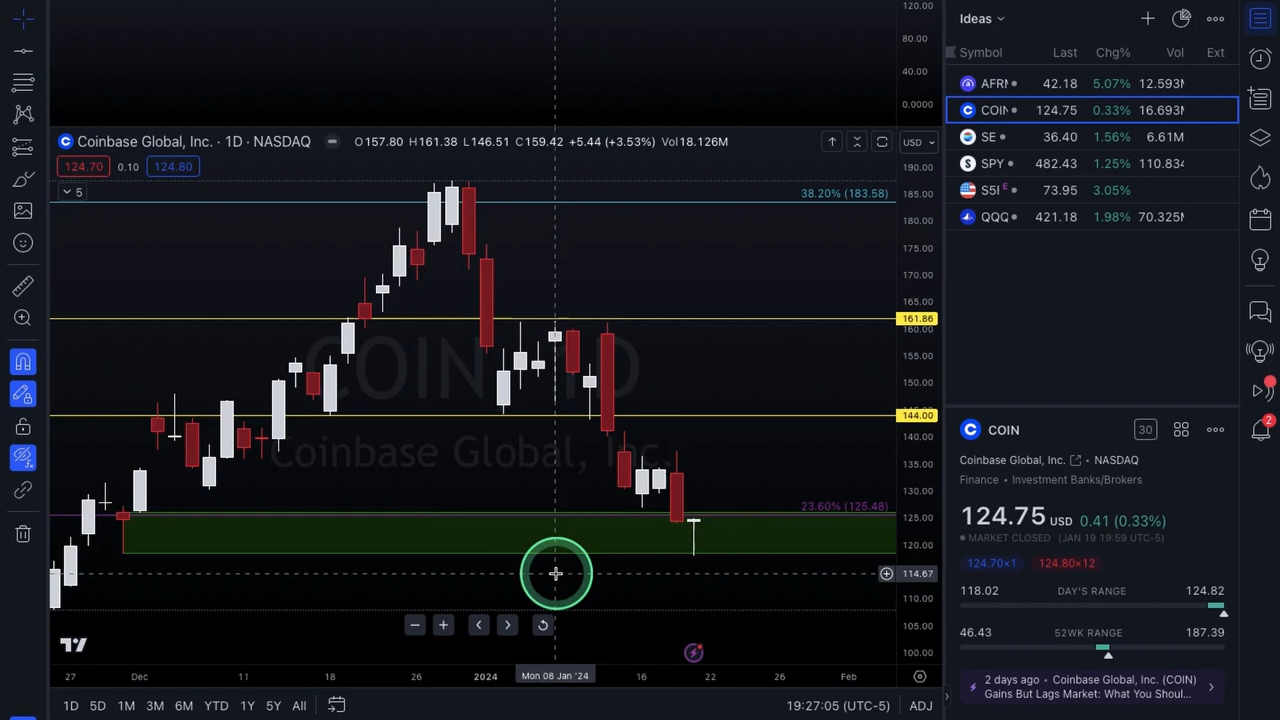 120.00
80.00
40.00
0.0000
Coinbase Global, Inc. · 1D · NASDAQ O157.80 H161.38 L146.51 C159.42 +5.44 (+3.53%) Vol18.126M USD
124.70 0.10 124.80
5
190.00
38.20% (183.58)
185.00
180.00
175.00
170.00
165.00
161.86
160.00
155.00
COIN, 1D
150.00
144.00
140.00
Coinbase Global, Inc.
135.00
130.00
23.60% (125.48)
125.00
120.00
114.67
110.00
105.00
100.00
27 Dec 11 18 26 2024 Mon 08 Jan '24 16 22 Feb
1D 5D 1M 3M 6M YTD 1Y 5Y All 19:27:05 (UTC-5) ADJ
Ideas
Symbol Last Chg% Vol Ext
AFRM 42.18 5.07% 12.593M
COIN 124.75 0.33% 16.693M
SE 36.40 1.56% 6.61M
SPY 482.43 1.25% 110.834
S5I E 73.95 3.05%
QQQ 421.18 1.98% 70.325M
COIN 30
Coinbase Global, Inc. • NASDAQ
Finance • Investment Banks/Brokers
124.75 USD 0.41 (0.33%)
MARKET CLOSED (JAN 19 19:59 UTC-5)
124.70×1 124.80×12
118.02 DAY'S RANGE 124.82
46.43 52WK RANGE 187.39
2 days ago • Coinbase Global, Inc. (COIN)
Gains But Lags Market: What You Shoul...
2